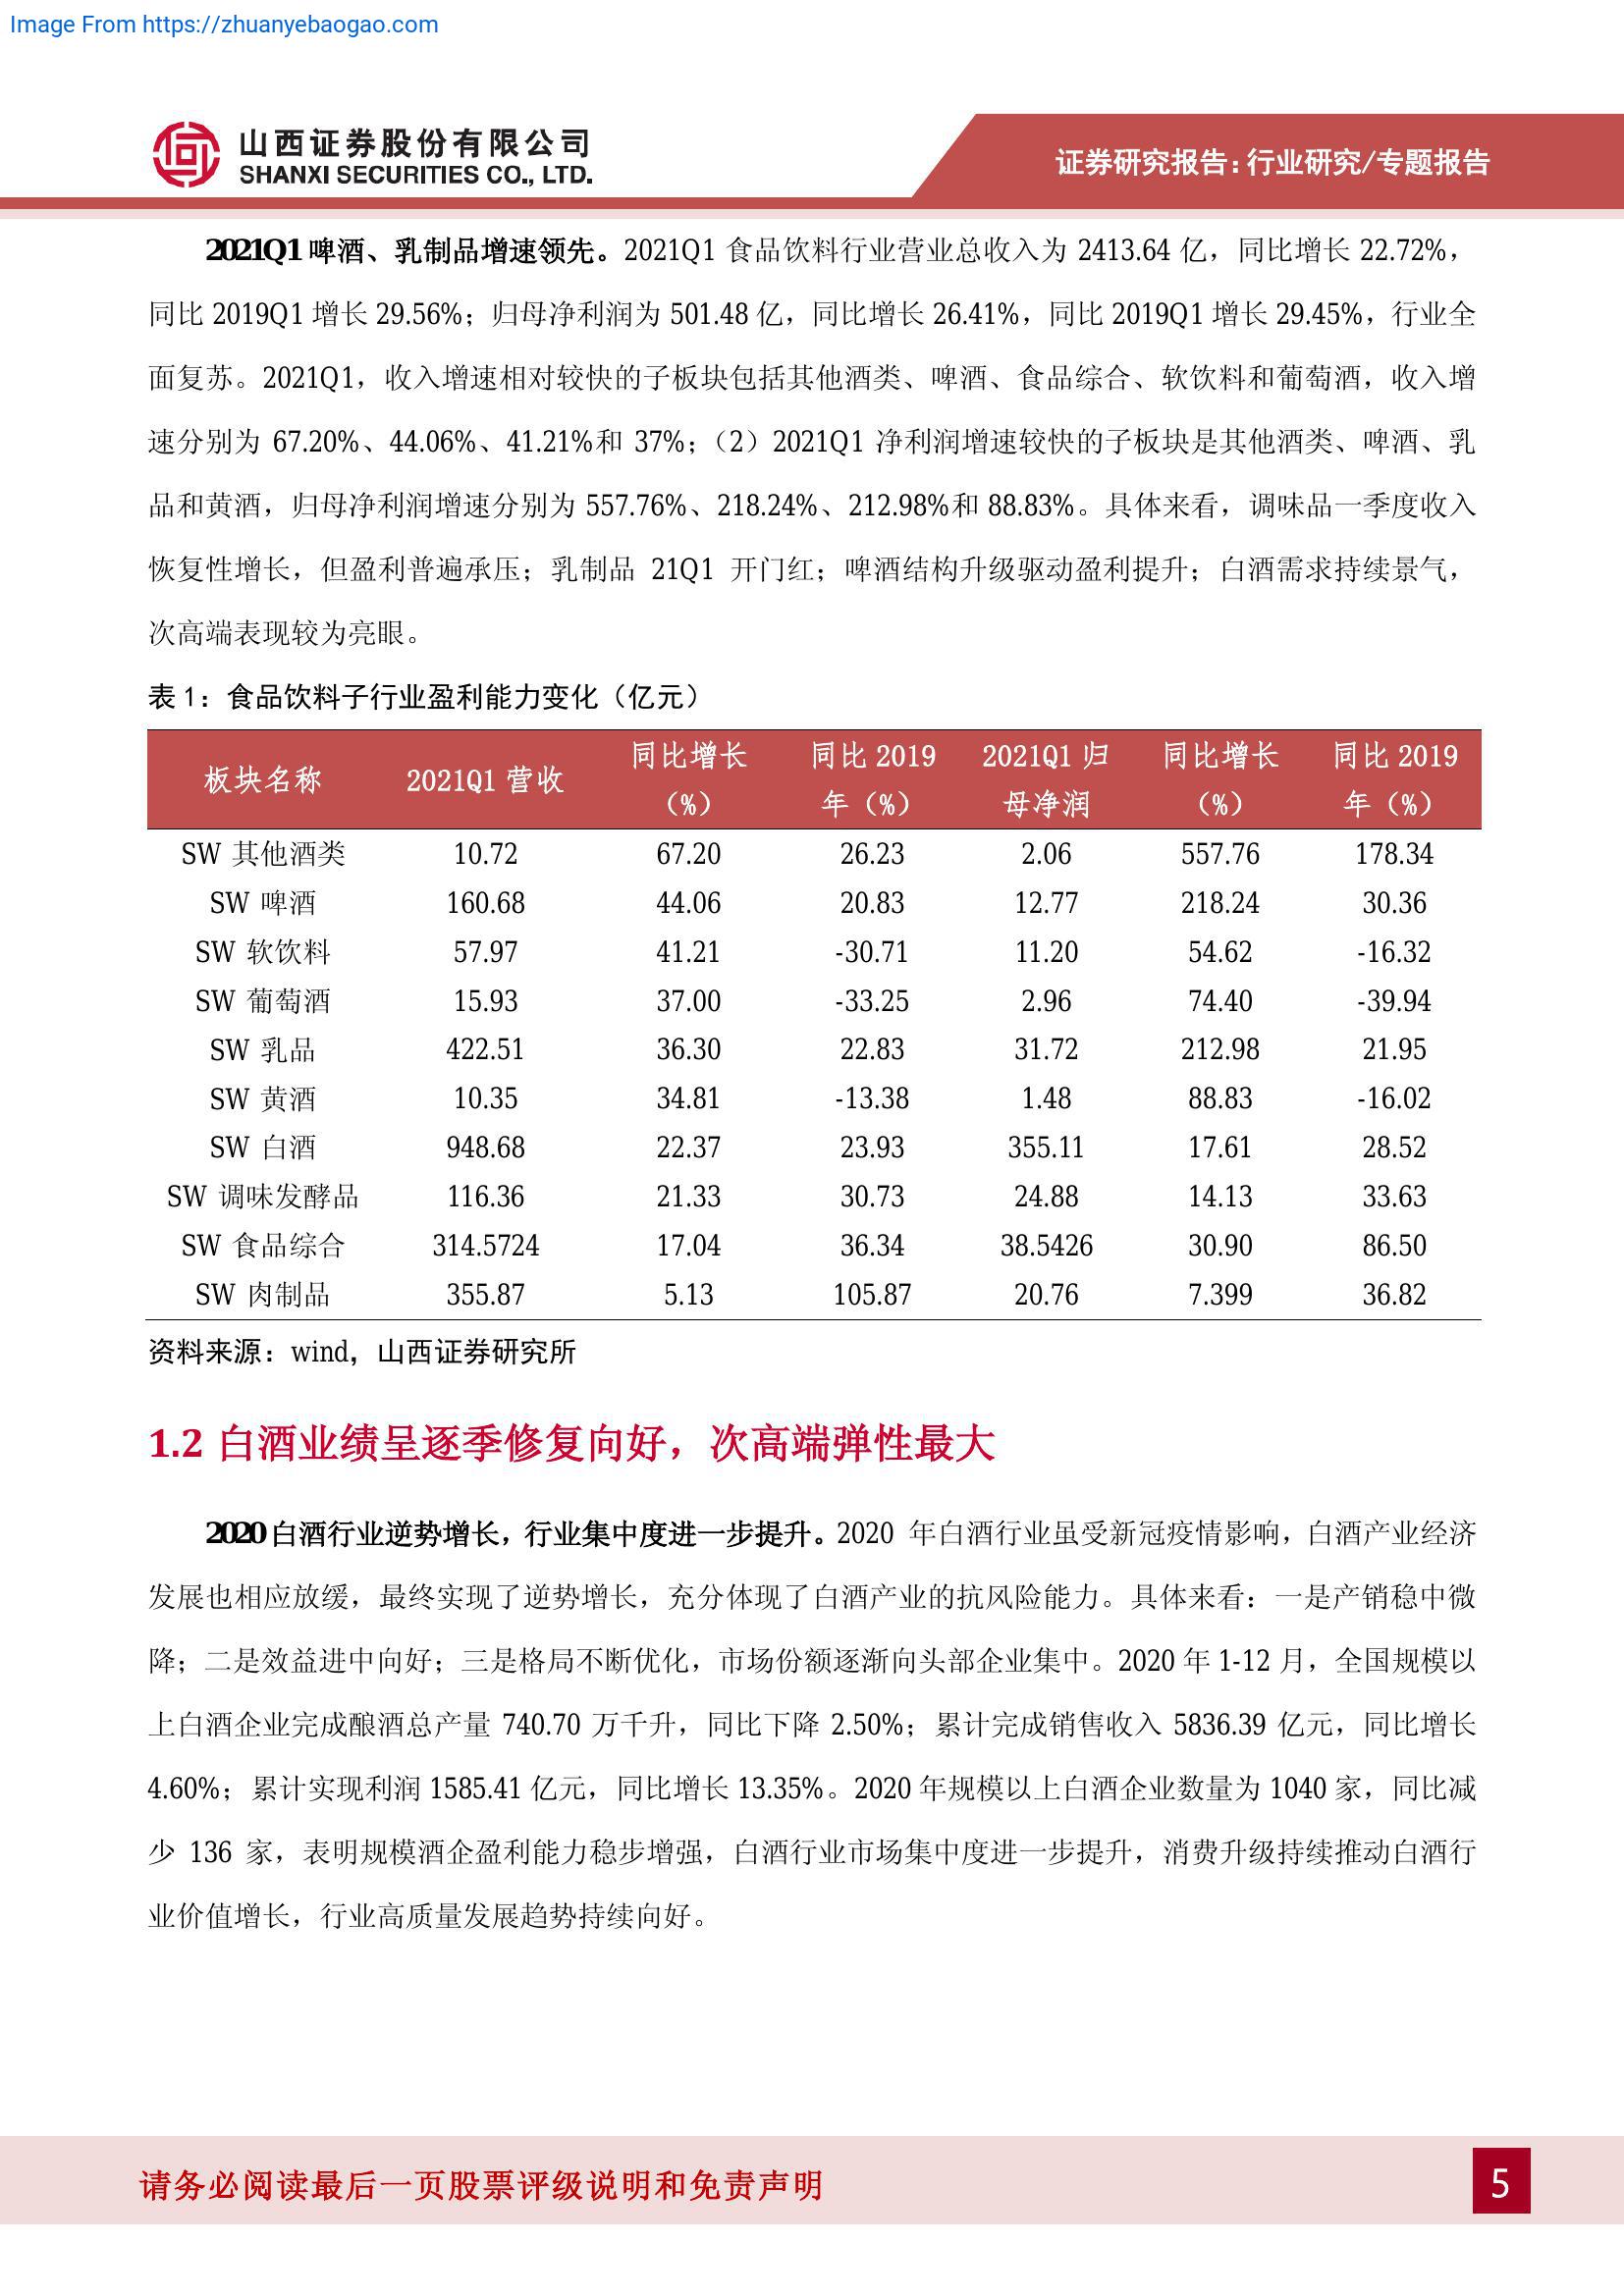 Image From https://zhuanyebaogao.com
山西证券股份有限公司
SHANXI SECURITIES CO., LTD.
证券研究报告:行业研究/专题报告
2021Q1 啤酒、乳制品增速领先。2021Q1 食品饮料行业营业总收入为 2413.64 亿，同比增长 22.72%，
同比 2019Q1 增长 29.56%；归母净利润为 501.48 亿，同比增长 26.41%，同比 2019Q1 增长 29.45%，行业全
面复苏。2021Q1，收入增速相对较快的子板块包括其他酒类、啤酒、食品综合、软饮料和葡萄酒，收入增
速分别为 67.20%、44.06%、41.21%和 37%；（2）2021Q1 净利润增速较快的子板块是其他酒类、啤酒、乳
品和黄酒，归母净利润增速分别为 557.76%、218.24%、212.98%和 88.83%。具体来看，调味品一季度收入
恢复性增长，但盈利普遍承压；乳制品 21Q1 开门红；啤酒结构升级驱动盈利提升；白酒需求持续景气，
次高端表现较为亮眼。
表 1：食品饮料子行业盈利能力变化（亿元）
板块名称 2021Q1 营收 同比增长（%） 同比 2019 年（%） 2021Q1 归母净润 同比增长（%） 同比 2019 年（%）
SW 其他酒类 10.72 67.20 26.23 2.06 557.76 178.34
SW 啤酒 160.68 44.06 20.83 12.77 218.24 30.36
SW 软饮料 57.97 41.21 -30.71 11.20 54.62 -16.32
SW 葡萄酒 15.93 37.00 -33.25 2.96 74.40 -39.94
SW 乳品 422.51 36.30 22.83 31.72 212.98 21.95
SW 黄酒 10.35 34.81 -13.38 1.48 88.83 -16.02
SW 白酒 948.68 22.37 23.93 355.11 17.61 28.52
SW 调味发酵品 116.36 21.33 30.73 24.88 14.13 33.63
SW 食品综合 314.5724 17.04 36.34 38.5426 30.90 86.50
SW 肉制品 355.87 5.13 105.87 20.76 7.399 36.82
资料来源：wind，山西证券研究所
1.2 白酒业绩呈逐季修复向好，次高端弹性最大
2020 白酒行业逆势增长，行业集中度进一步提升。2020 年白酒行业虽受新冠疫情影响，白酒产业经济
发展也相应放缓，最终实现了逆势增长，充分体现了白酒产业的抗风险能力。具体来看：一是产销稳中微
降；二是效益进中向好；三是格局不断优化，市场份额逐渐向头部企业集中。2020 年 1-12 月，全国规模以
上白酒企业完成酿酒总产量 740.70 万千升，同比下降 2.50%；累计完成销售收入 5836.39 亿元，同比增长
4.60%；累计实现利润 1585.41 亿元，同比增长 13.35%。2020 年规模以上白酒企业数量为 1040 家，同比减
少 136 家，表明规模酒企盈利能力稳步增强，白酒行业市场集中度进一步提升，消费升级持续推动白酒行
业价值增长，行业高质量发展趋势持续向好。
请务必阅读最后一页股票评级说明和免责声明
5